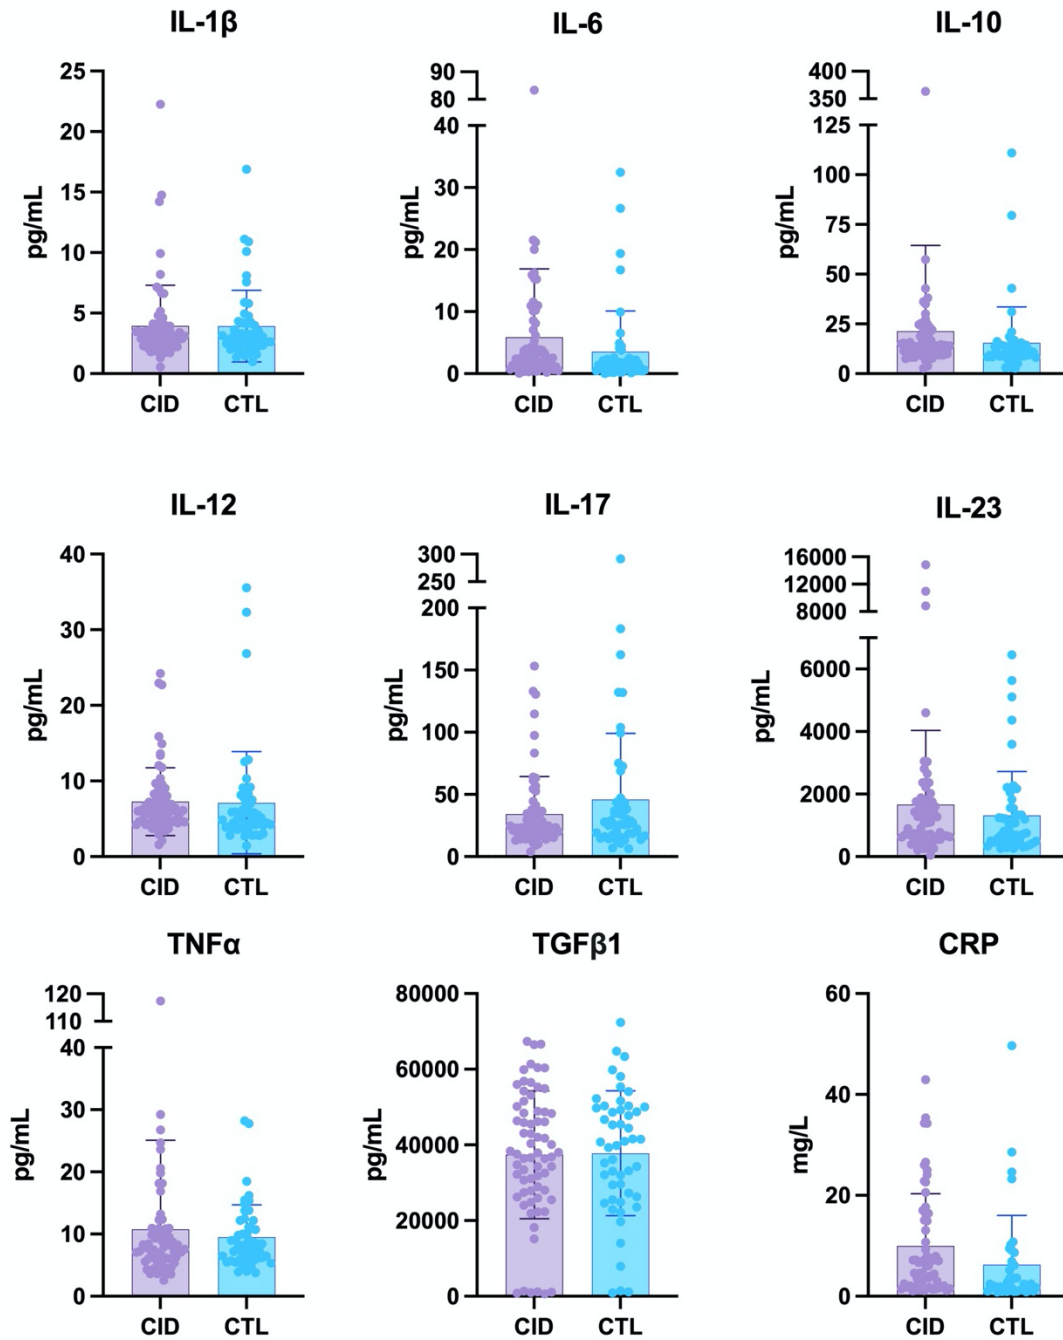 IL-1β
25
20
15
10
5
0
pg/mL
CID CTL
IL-6
90
80
40
30
20
10
0
pg/mL
CID CTL
IL-10
400
350
125
100
75
50
25
0
pg/mL
CID CTL
IL-12
40
30
20
10
0
pg/mL
CID CTL
IL-17
300
250
200
150
100
50
0
pg/mL
CID CTL
IL-23
16000
12000
8000
6000
4000
2000
0
pg/mL
CID CTL
TNFα
120
110
40
30
20
10
0
pg/mL
CID CTL
TGFβ1
80000
60000
40000
20000
0
pg/mL
CID CTL
CRP
60
40
20
0
mg/L
CID CTL